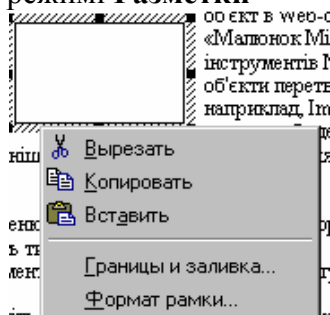 режимі Разметки
об'єкт в web-с
«Малюнок Mi
інструментів
об'єкти перетв
наприклад, Im
Вырезать
Копировать
Вставить
Границы и заливка...
Формат рамки...